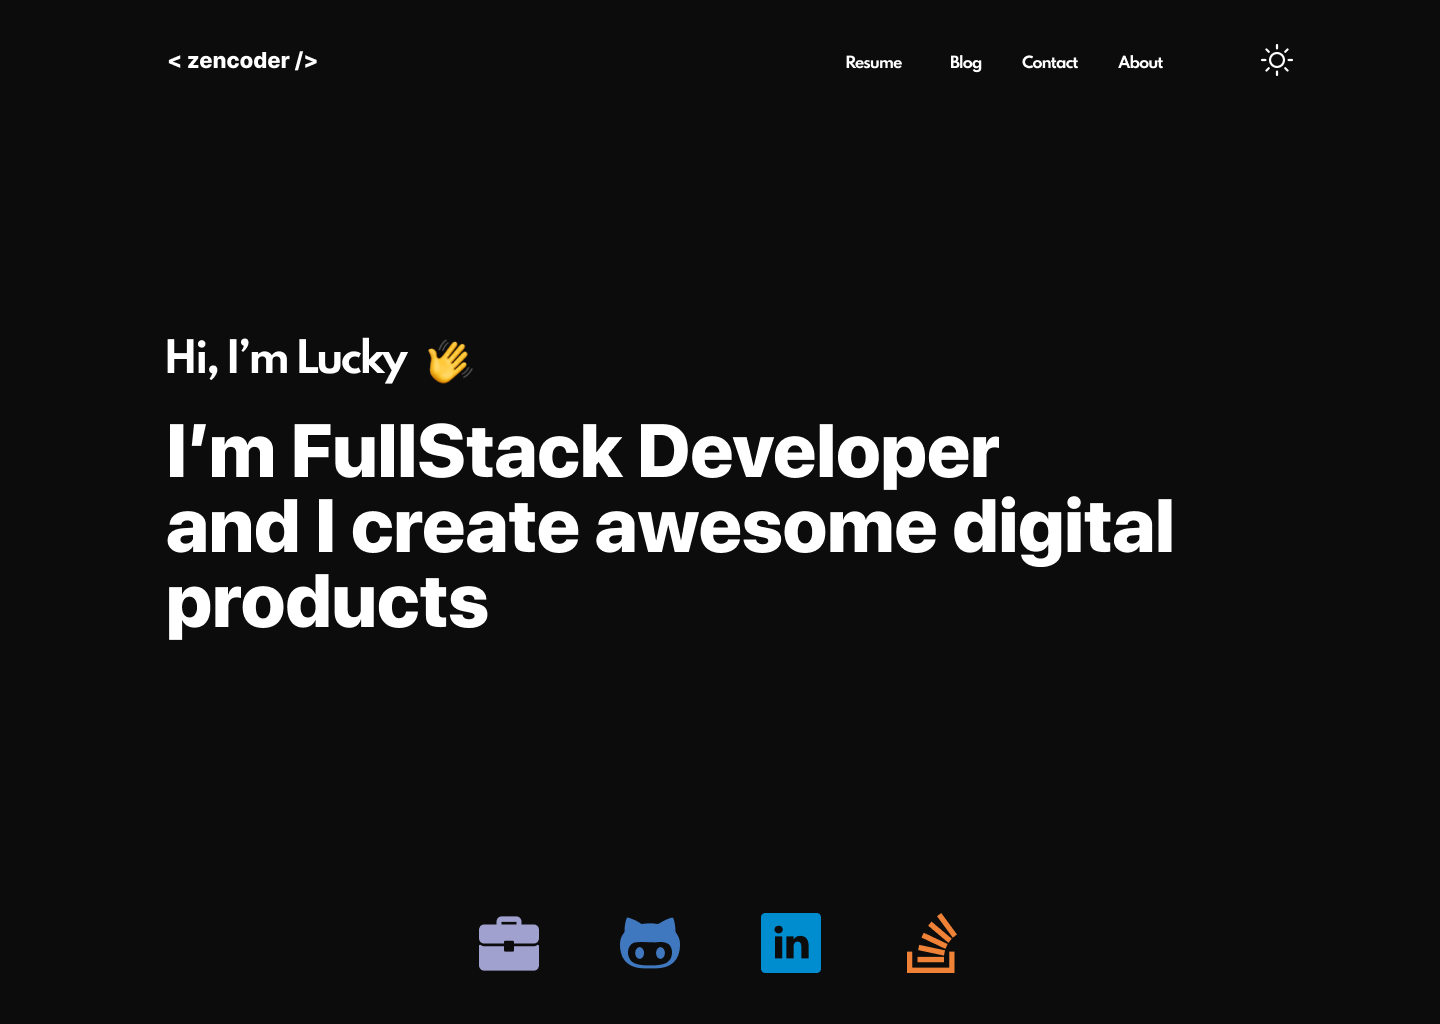 < zencoder />
Resume Blog Contact About
Hi, I’m Lucky 👋
I’m FullStack Developer
and I create awesome digital
products
in